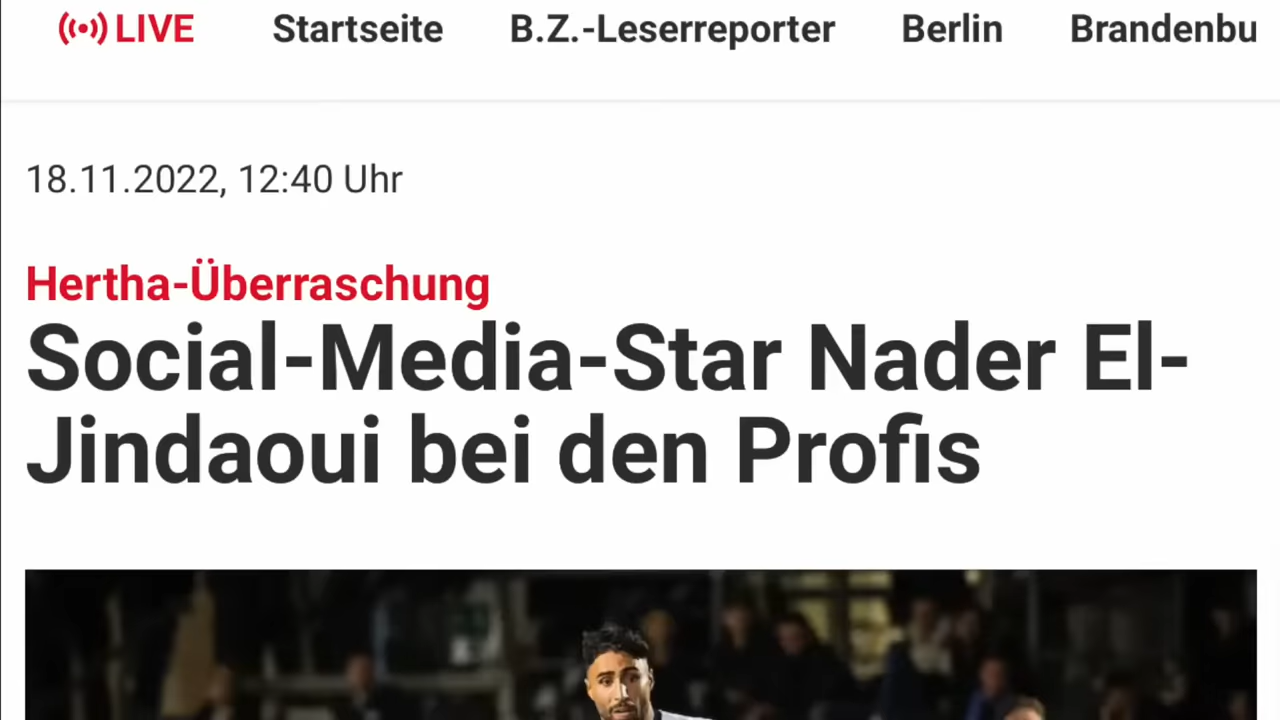 LIVE Startseite B.Z.-Leserreporter Berlin Brandenbu
18.11.2022, 12:40 Uhr
Hertha-Überraschung
Social-Media-Star Nader El-
Jindaoui bei den Profis